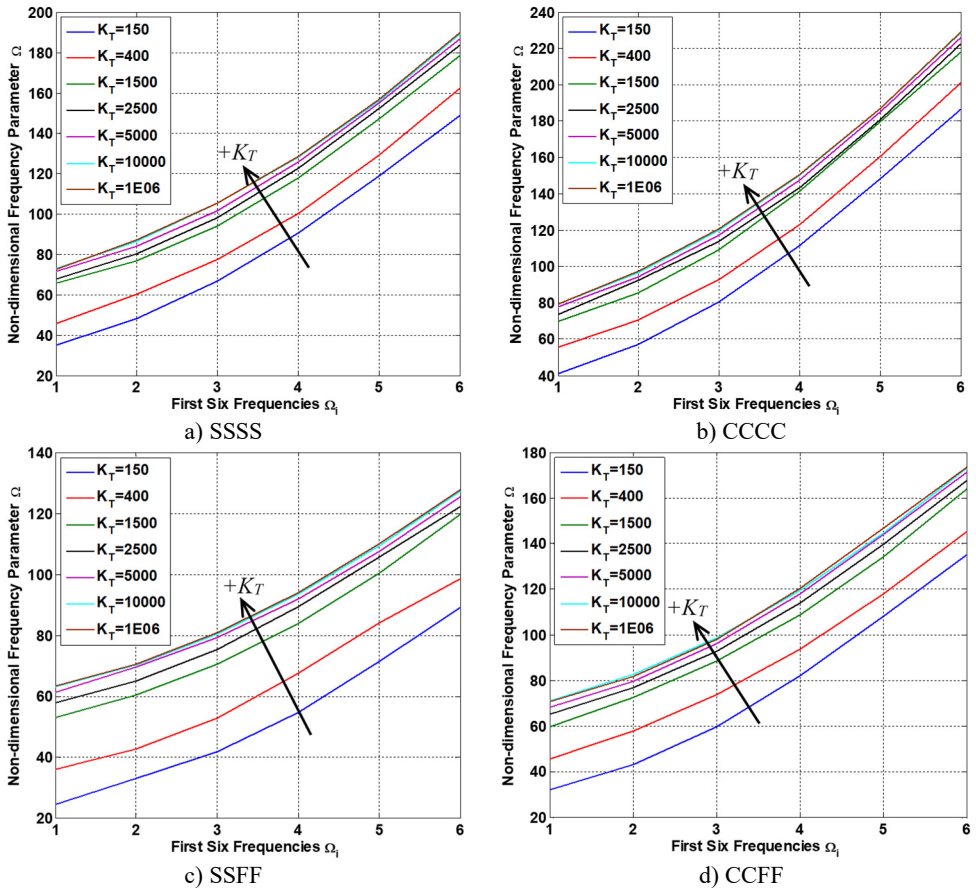 Non-dimensional Frequency Parameter Ω
200
180
160
140
120
100
80
60
40
20
K_T=150
K_T=400
K_T=1500
K_T=2500
K_T=5000
K_T=10000
K_T=1E06
+K_T
1 2 3 4 5 6
First Six Frequencies Ω_i
a) SSSS
Non-dimensional Frequency Parameter Ω
240
220
200
180
160
140
120
100
80
60
40
K_T=150
K_T=400
K_T=1500
K_T=2500
K_T=5000
K_T=10000
K_T=1E06
+K_T
1 2 3 4 5 6
First Six Frequencies Ω_i
b) CCCC
Non-dimensional Frequency Parameter Ω
140
120
100
80
60
40
20
K_T=150
K_T=400
K_T=1500
K_T=2500
K_T=5000
K_T=10000
K_T=1E06
+K_T
1 2 3 4 5 6
First Six Frequencies Ω_i
c) SSFF
Non-dimensional Frequency Parameter Ω
180
160
140
120
100
80
60
40
20
K_T=150
K_T=400
K_T=1500
K_T=2500
K_T=5000
K_T=10000
K_T=1E06
+K_T
1 2 3 4 5 6
First Six Frequencies Ω_i
d) CCFF